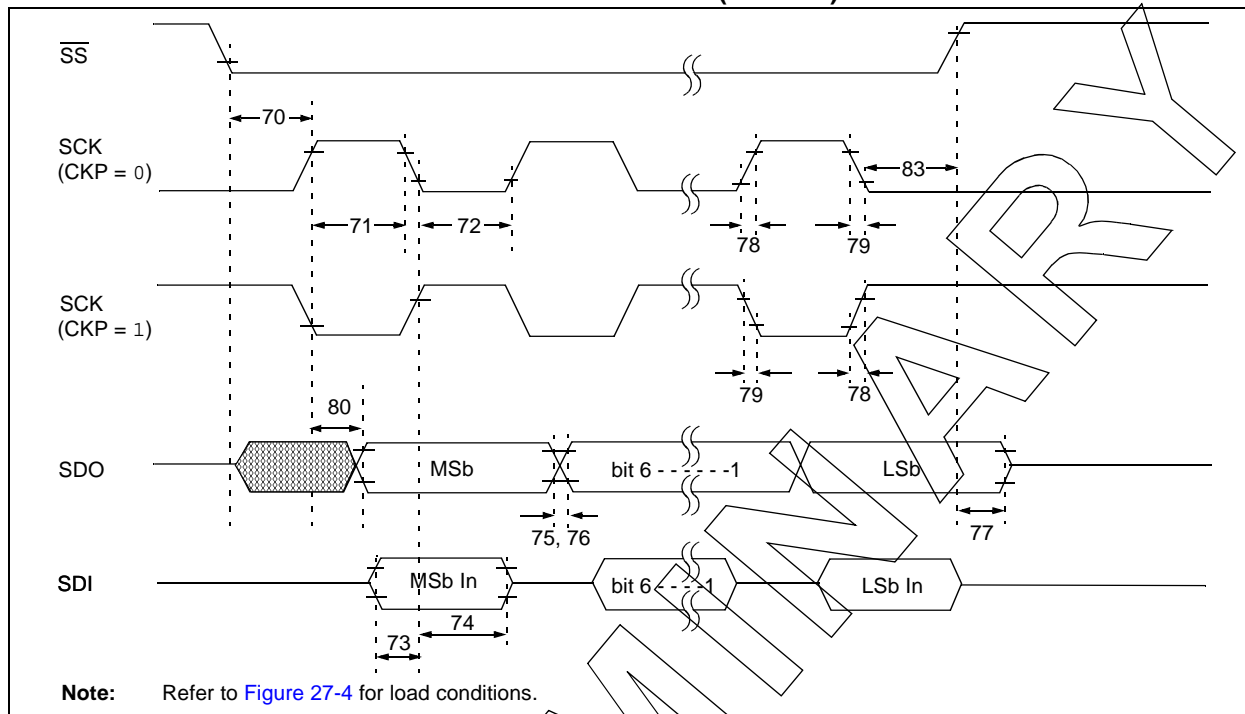 SS
70
SCK
(CKP = 0)
83
71
72
78
79
SCK
(CKP = 1)
79
78
80
SDO
MSb
bit 6 - - - - - - -1
LSb
75, 76
77
SDI
MSb In
bit 6 - - - - -1
LSb In
74
73
Note: Refer to Figure 27-4 for load conditions.
M I N A R Y